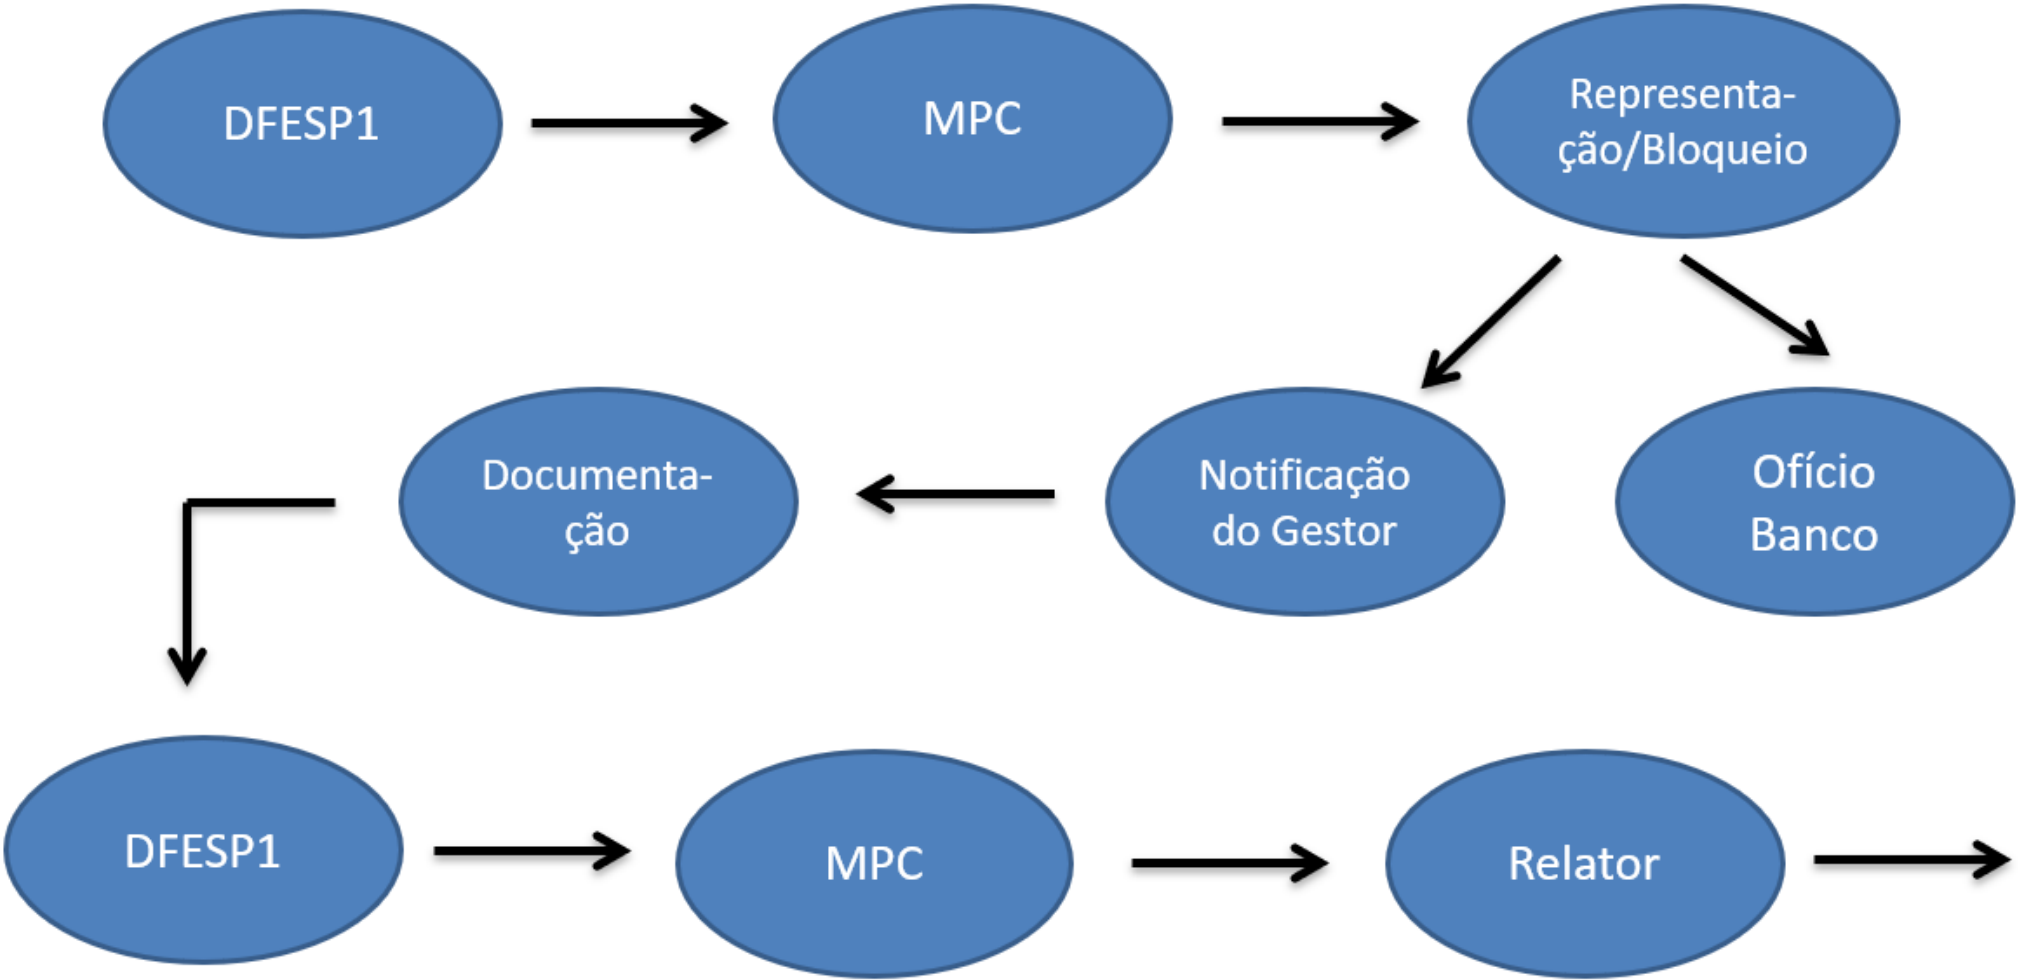 DFESP1
MPC
Representa-
ção/Bloqueio
Documenta-
ção
Notificação
do Gestor
Ofício
Banco
DFESP1
MPC
Relator